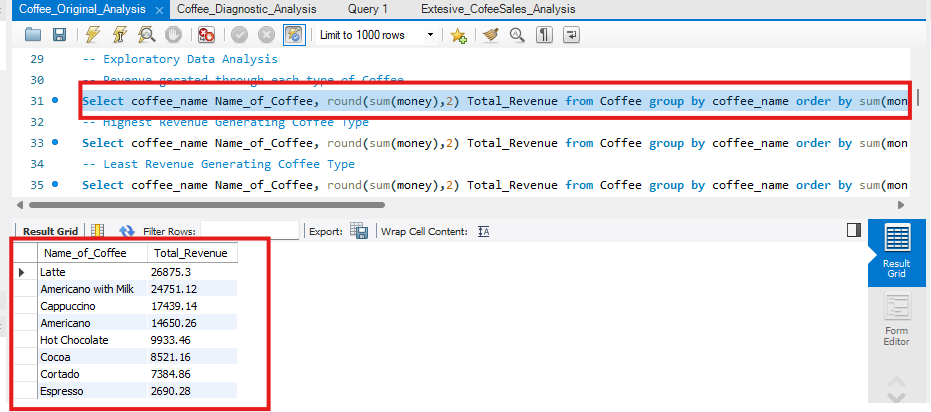 Coffee_Original_Analysis × Coffee_Diagnostic_Analysis Query 1 Extesive_CofeeSales_Analysis
Limit to 1000 rows
29 -- Exploratory Data Analysis
30 -- Revenue gerated through each type of Coffee
31 Select coffee_name Name_of_Coffee, round(sum(money),2) Total_Revenue from Coffee group by coffee_name order by sum(mon
32 -- Highest Revenue Generating Coffee Type
33 Select coffee_name Name_of_Coffee, round(sum(money),2) Total_Revenue from Coffee group by coffee_name order by sum(mon
34 -- Least Revenue Generating Coffee Type
35 Select coffee_name Name_of_Coffee, round(sum(money),2) Total_Revenue from Coffee group by coffee_name order by sum(mon
Result Grid Filter Rows: Export: Wrap Cell Content: IA
Name_of_Coffee Total_Revenue
Latte 26875.3
Americano with Milk 24751.12
Cappuccino 17439.14
Americano 14650.26
Hot Chocolate 9933.46
Cocoa 8521.16
Cortado 7384.86
Espresso 2690.28
Result
Grid
Form
Editor